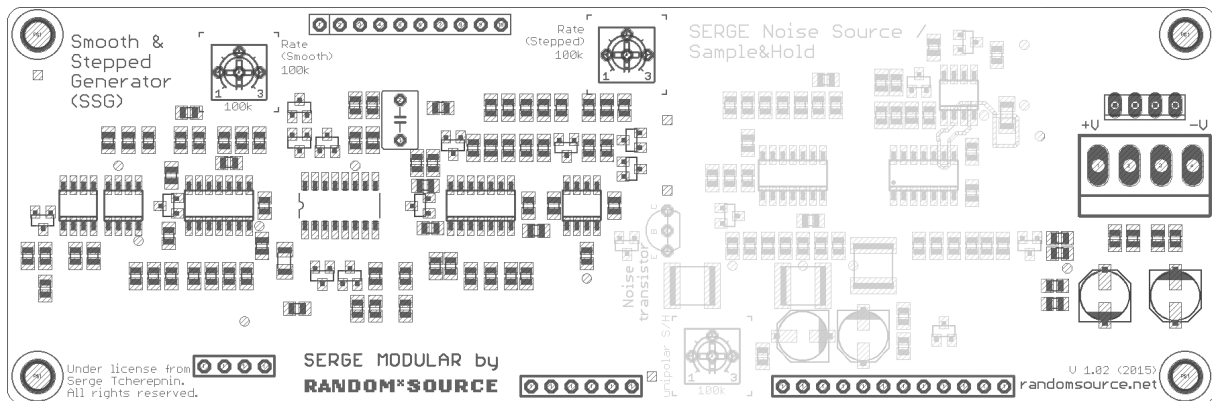 Smooth &
Stepped
Generator
(SSG)
Rate
(Smooth)
100k
1 3
100k
Rate
(Stepped)
100k
1 3
SERGE Noise Source /
Sample&Hold
+V -V
C
B
E
Noise
transistor
unipolar S/H
1 3
100k
Under license from
Serge Tcherepnin.
All rights reserved.
SERGE MODULAR by
RANDOM*SOURCE
V 1.02 (2015)
randomsource.net